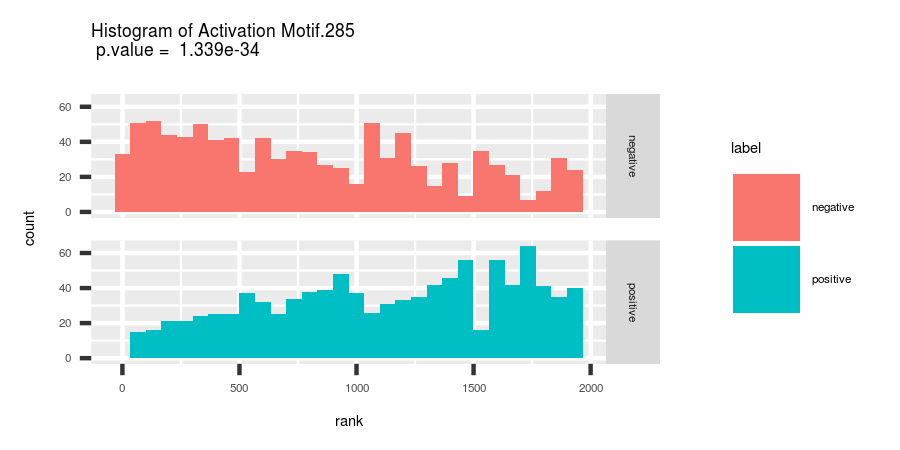 Histogram of Activation Motif.285
p.value = 1.339e-34
count
60
40
20
0
negative
60
40
20
0
positive
0 500 1000 1500 2000
rank
label
negative
positive